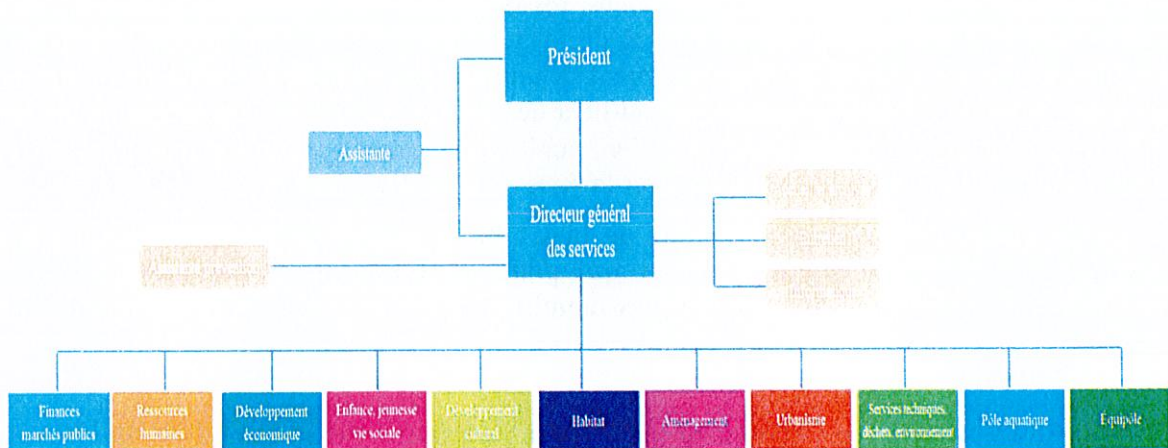 Président
Assistante
Directeur général
des services
Finances
marchés publics
Ressources
humaines
Développement
économique
Enfance, jeunesse
vie sociale
Développement
culturel
Habitat
Aménagement
Urbanisme
Services techniques,
déchets, environnement
Pôle aquatique
Équipôle